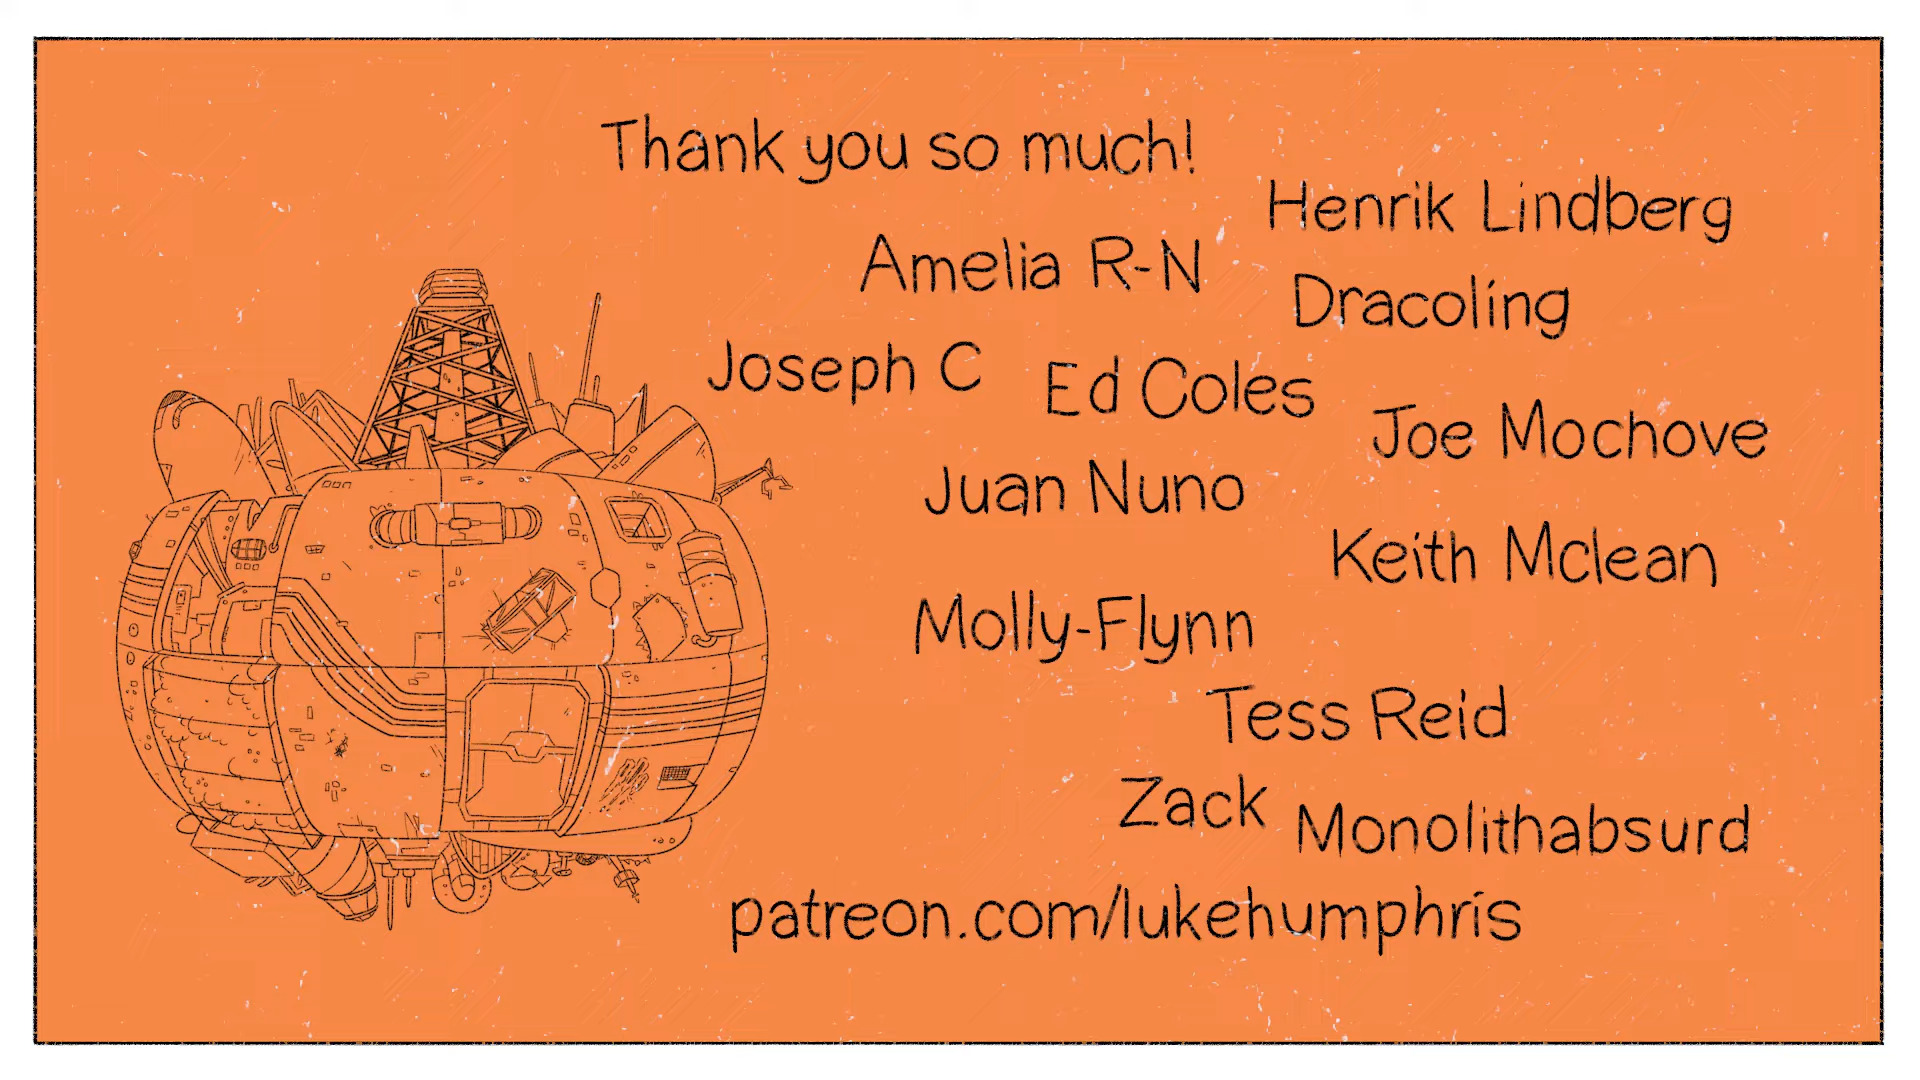 Thank you so much!
Henrik Lindberg
Amelia R-N
Dracoling
Joseph C
Ed Coles
Joe Mochove
Juan Nuno
Keith Mclean
Molly-Flynn
Tess Reid
Zack
Monolithabsurd
patreon.com/lukehumphris